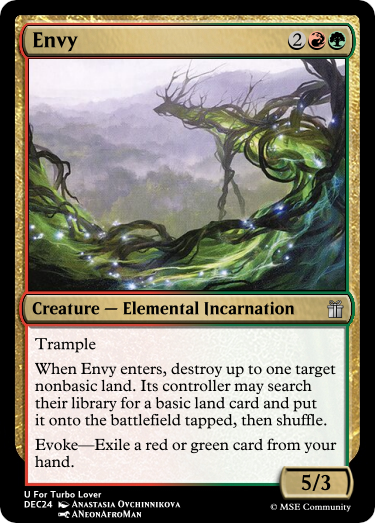 Envy 2
Creature — Elemental Incarnation
Trample
When Envy enters, destroy up to one target
nonbasic land. Its controller may search
their library for a basic land card and put
it onto the battlefield tapped, then shuffle.
Evoke—Exile a red or green card from your
hand.
5/3
U For Turbo Lover
DEC24 Anastasia Ovchinnikova
ANeonAfroMan
© MSE Community